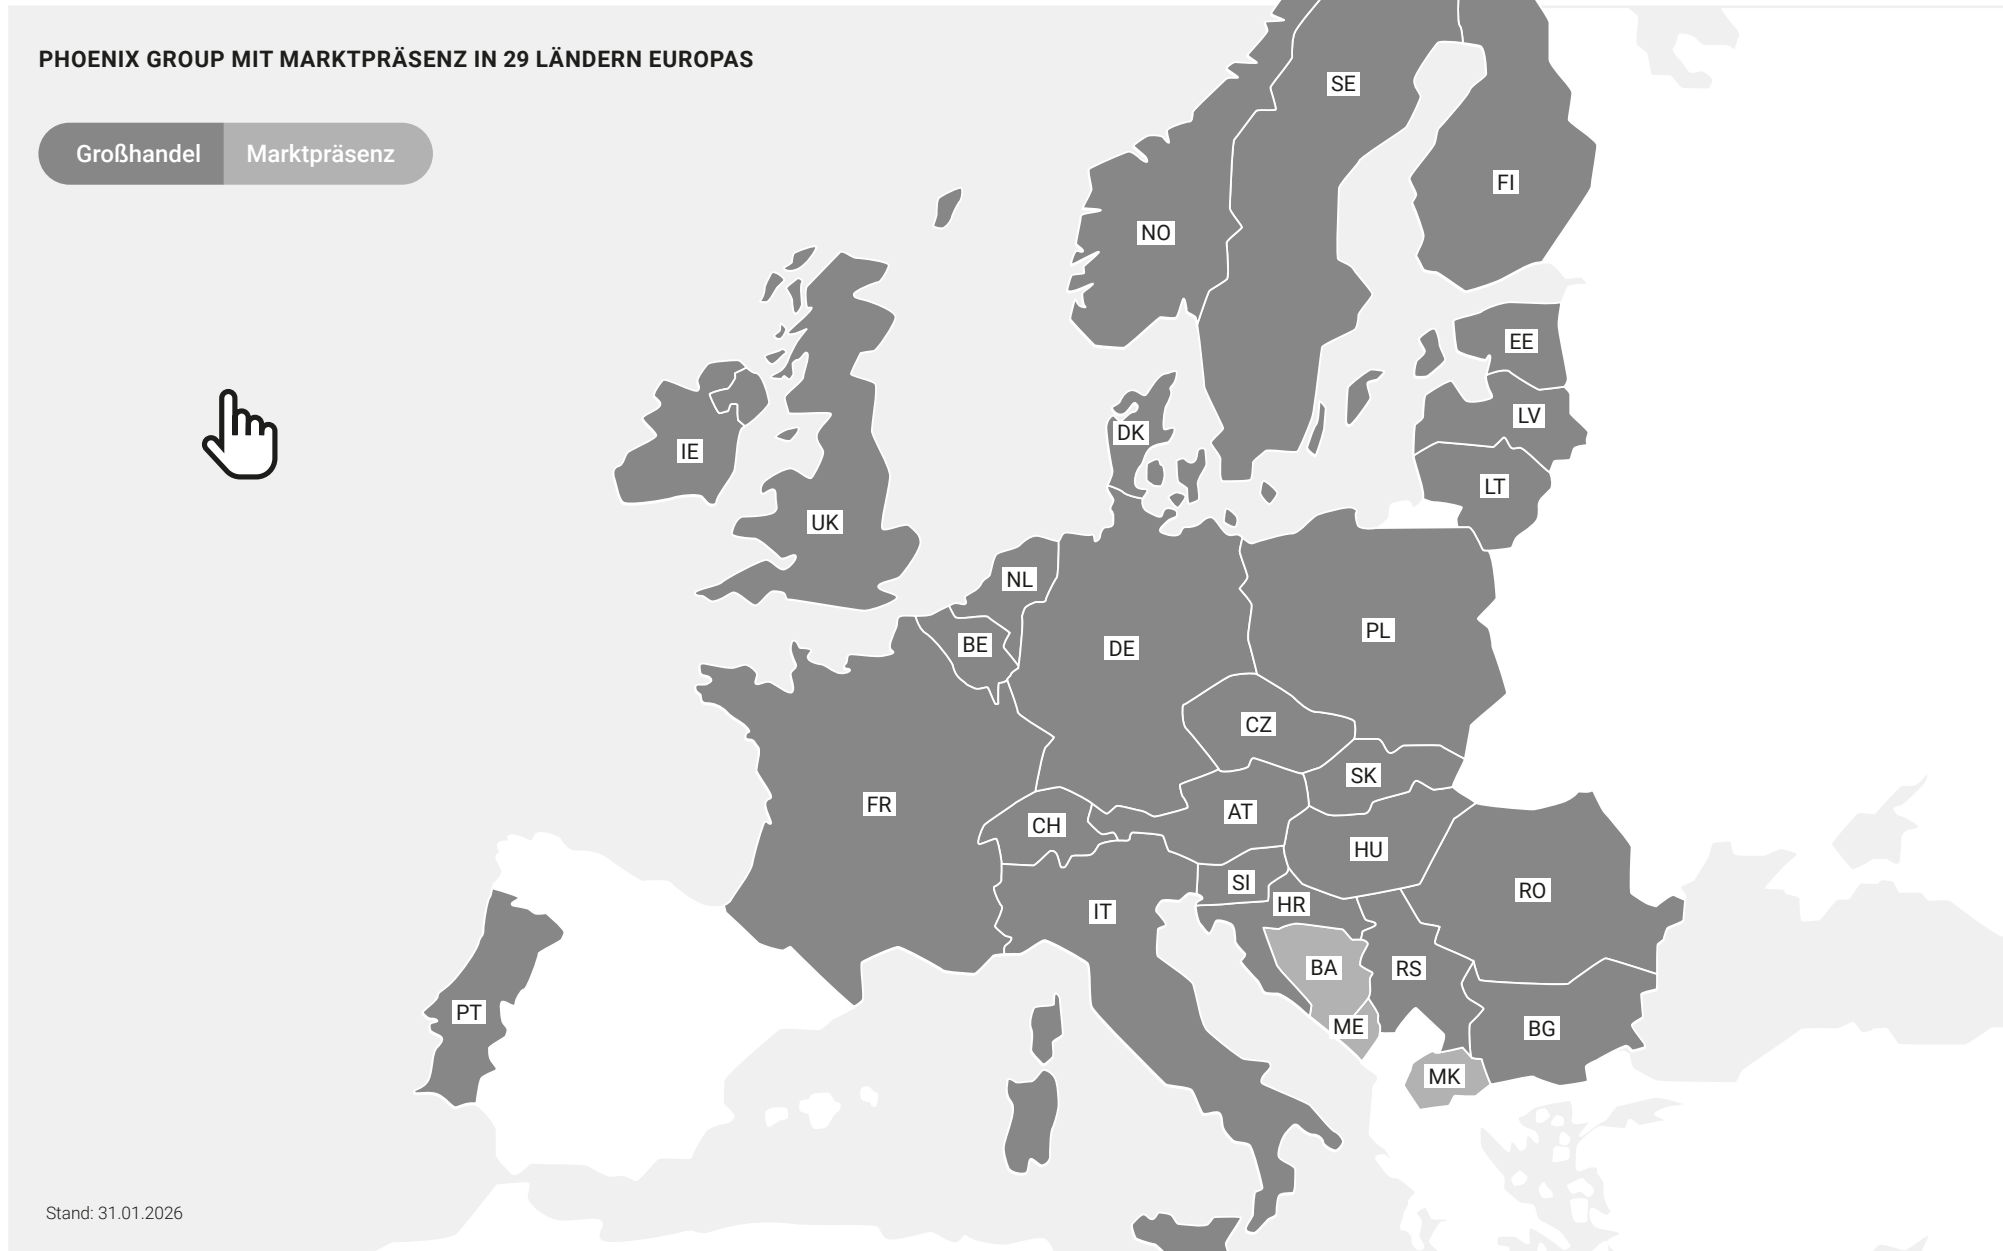 PHOENIX GROUP MIT MARKTPRÄSENZ IN 29 LÄNDERN EUROPAS
Großhandel Marktpräsenz
SE
FI
NO
EE
LV
DK
IE
LT
UK
NL
PL
BE
DE
CZ
SK
FR
AT
CH
HU
SI
RO
HR
IT
BA
RS
PT
ME
BG
MK
Stand: 31.01.2026